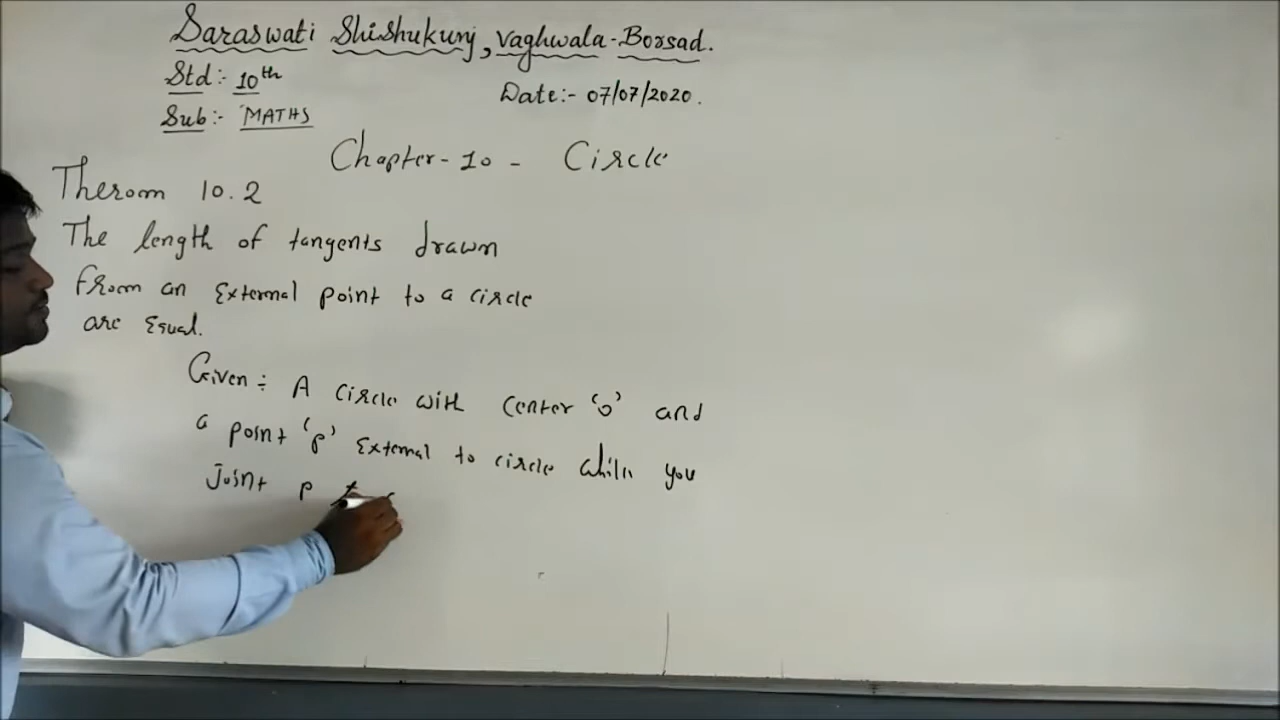 Saraswati Shishukunj, Vaghwala-Borsad.
Std:- 10th
Date:- 07/07/2020.
Sub:- MATHS
Chapter-10 - Circle
Therom 10.2
The length of tangents drawn
From an External point to a circle
are Equal.
Given:- A circle with center 'o' and
a point 'p' External to circle while you
Joint p